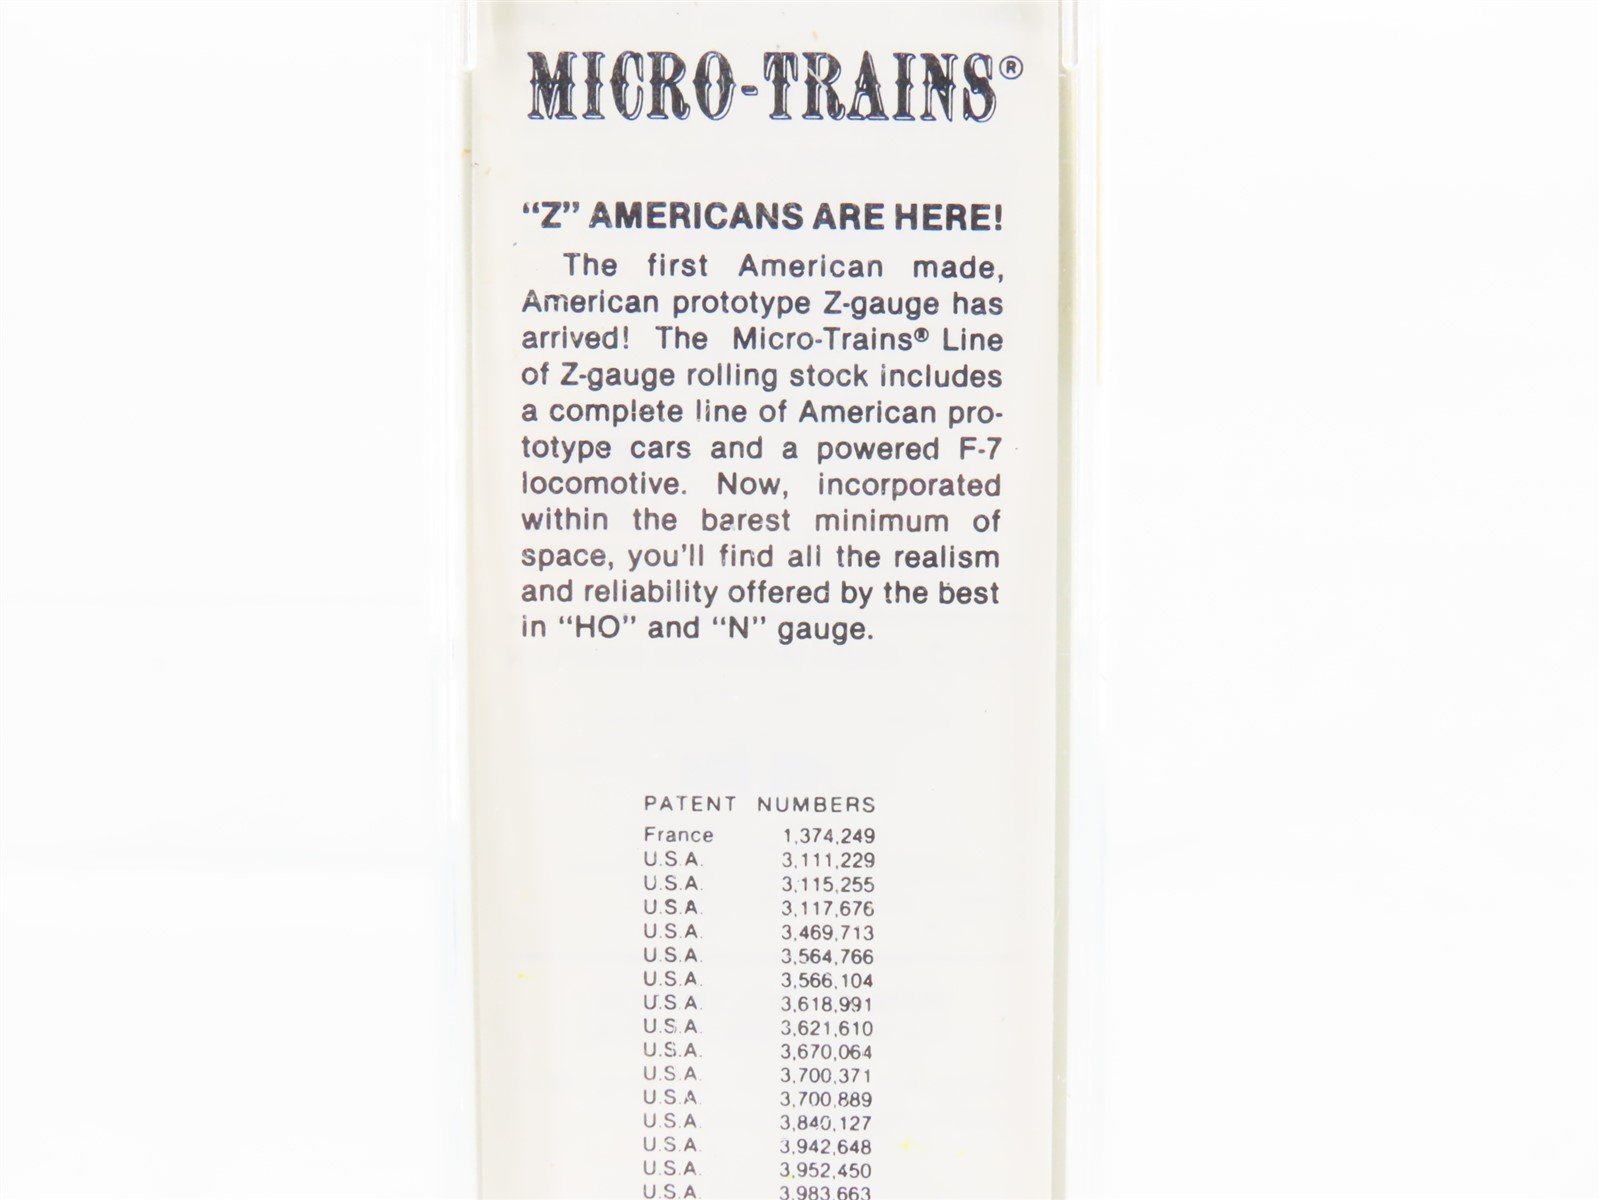 MICRO-TRAINS®
“Z” AMERICANS ARE HERE!
The first American made,
American prototype Z-gauge has
arrived! The Micro-Trains® Line
of Z-gauge rolling stock includes
a complete line of American pro-
totype cars and a powered F-7
locomotive. Now, incorporated
within the barest minimum of
space, you’ll find all the realism
and reliability offered by the best
in “HO” and “N” gauge.
PATENT NUMBERS
France 1,374,249
U.S.A. 3,111,229
U.S.A. 3,115,255
U.S.A. 3,117,676
U.S.A. 3,469,713
U.S.A. 3,564,766
U.S.A. 3,566,104
U.S.A. 3,618,991
U.S.A. 3,621,610
U.S.A. 3,670,064
U.S.A. 3,700,371
U.S.A. 3,700,889
U.S.A. 3,840,127
U.S.A. 3,942,648
U.S.A. 3,952,450
U.S.A. 3,983,663